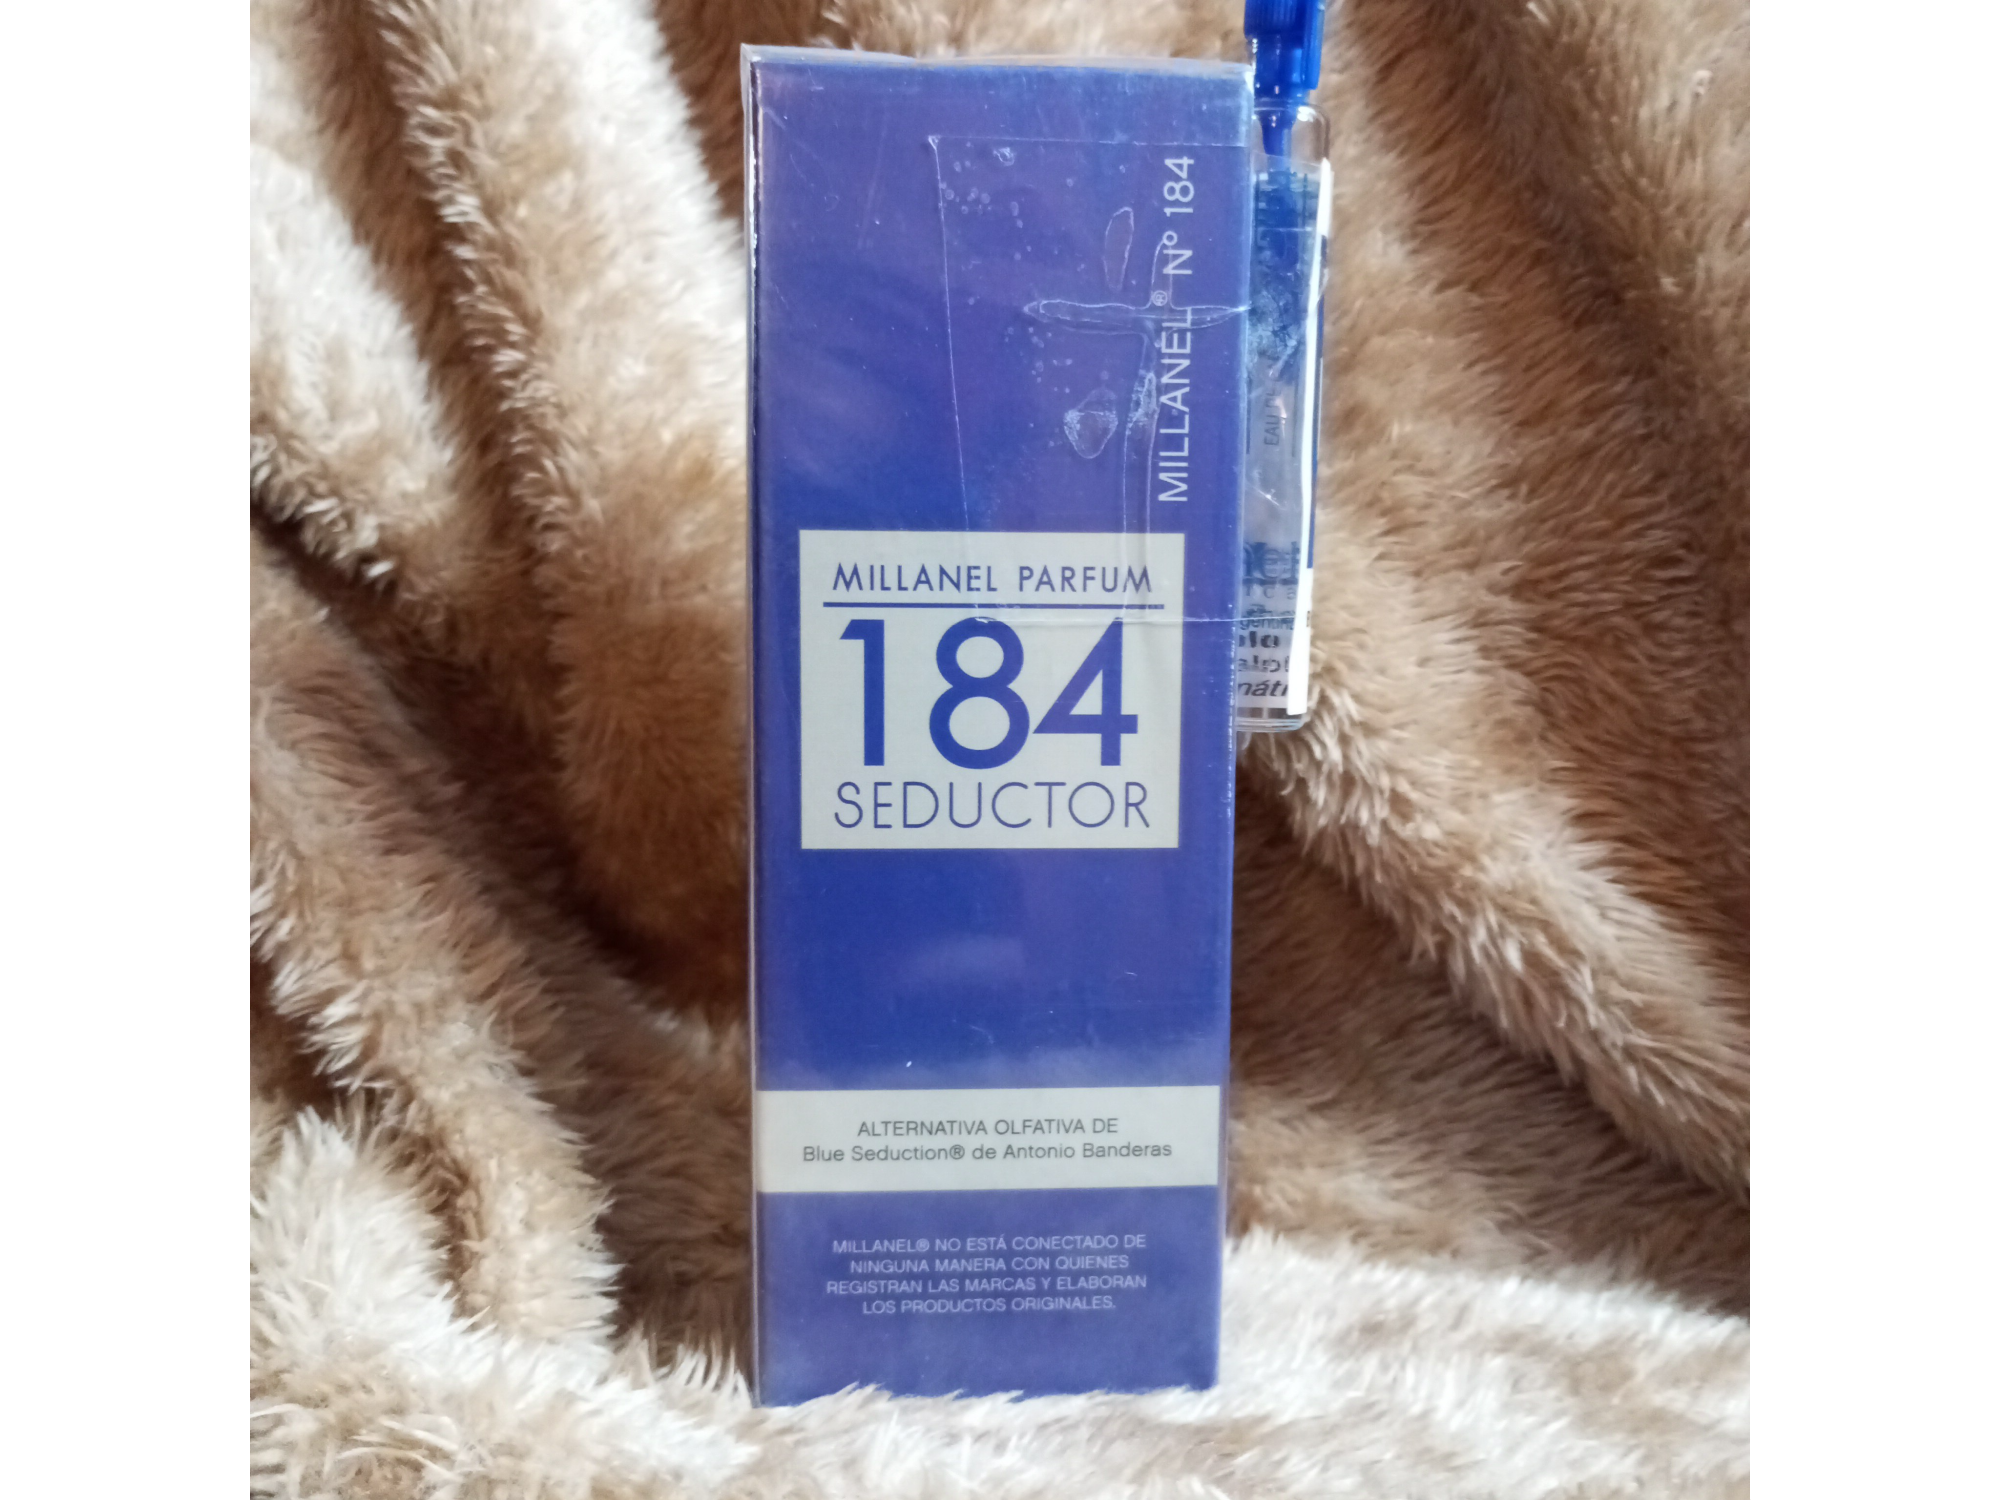 MILLANEL® Nº 184
MILLANEL PARFUM
184
SEDUCTOR
ALTERNATIVA OLFATIVA DE
Blue Seduction® de Antonio Banderas
MILLANEL® NO ESTÁ CONECTADO DE
NINGUNA MANERA CON QUIENES
REGISTRAN LAS MARCAS Y ELABORAN
LOS PRODUCTOS ORIGINALES.
EAU